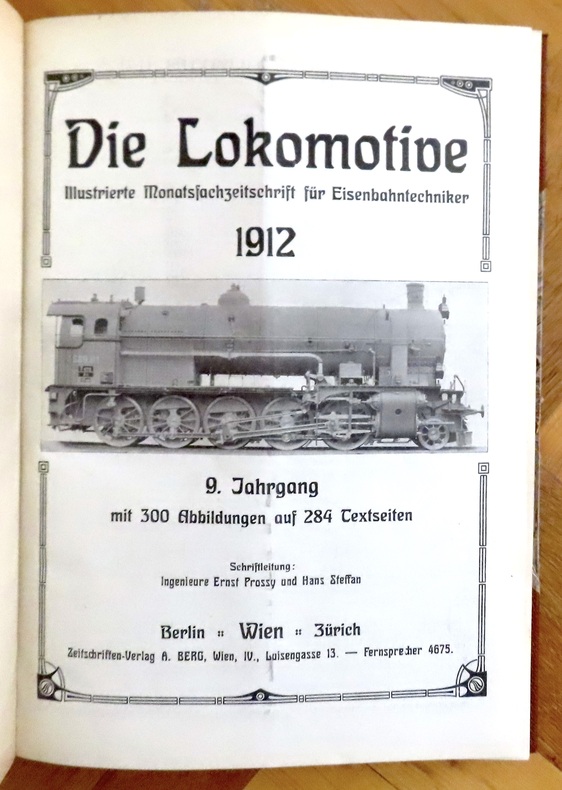 Die Lokomotive
Illustrierte Monatsfachzeitschrift für Eisenbahntechniker
1912
9. Jahrgang
mit 300 Abbildungen auf 284 Textseiten
Schriftleitung:
Ingenieure Ernst Prossy und Hans Steffan
Berlin :: Wien :: Zürich
Zeitschriften-Verlag A. BERG, Wien, IV., Luisengasse 13. — Fernsprecher 4675.